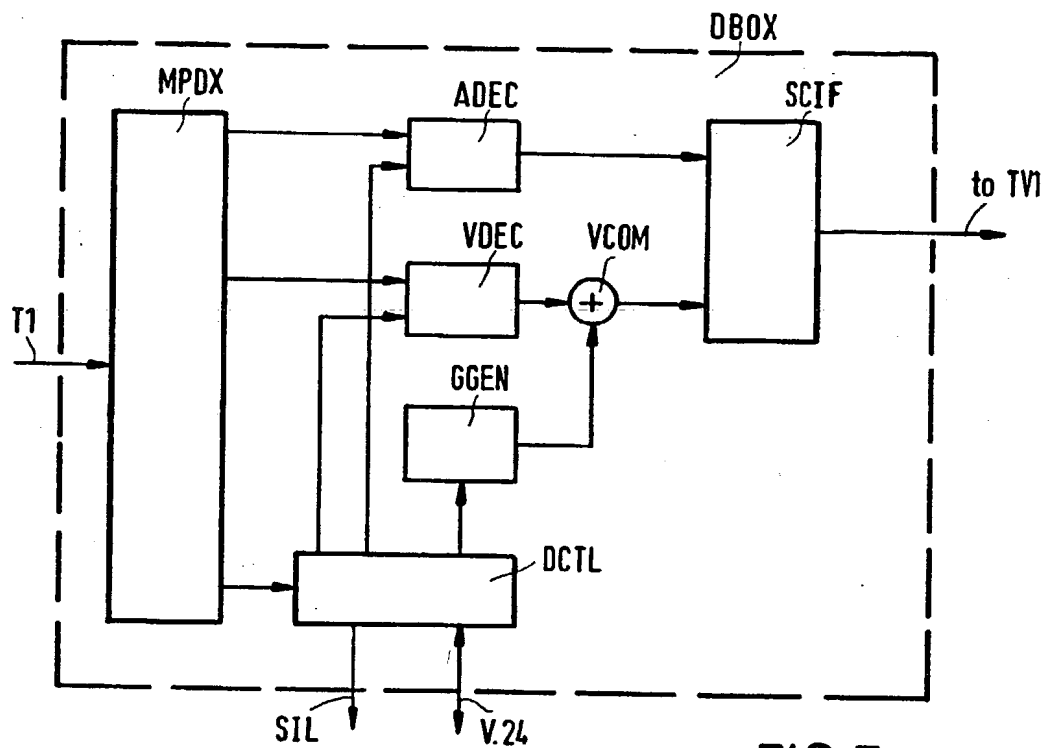 DBOX
MPDX
ADEC
SCIF
to TV1
VDEC
VCOM
T1
GGEN
DCTL
SIL
V.24